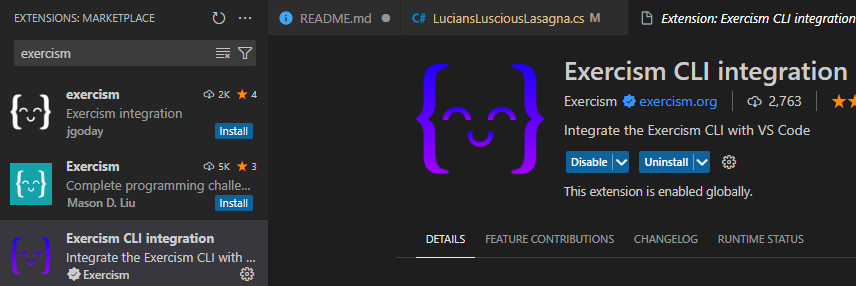 EXTENSIONS: MARKETPLACE
exercism
exercism 2K ★ 4
Exercism integration
jgoday Install
Exercism 5K ★ 3
Complete programming challe...
Mason D. Liu Install
Exercism CLI integration
Integrate the Exercism CLI with ...
Exercism
README.md
C# LuciansLusciousLasagna.cs M
Extension: Exercism CLI integration
Exercism CLI integration
Exercism exercism.org 2,763
Integrate the Exercism CLI with VS Code
Disable Uninstall
This extension is enabled globally.
DETAILS FEATURE CONTRIBUTIONS CHANGELOG RUNTIME STATUS